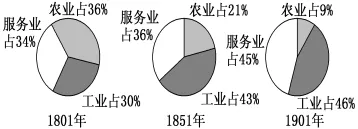 农业占36%
服务业
占34%
工业占30%
1801年
农业占21%
服务业
占36%
工业占43%
1851年
农业占9%
服务业
占45%
工业占46%
1901年